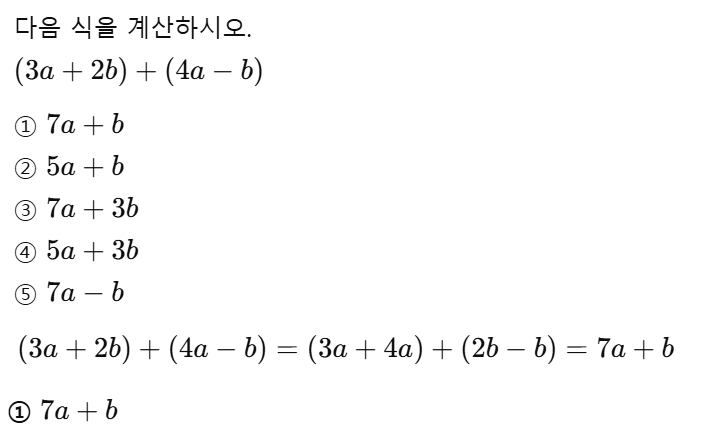 다음 식을 계산하시오.
(3a + 2b) + (4a − b)
① 7a + b
② 5a + b
③ 7a + 3b
④ 5a + 3b
⑤ 7a − b
(3a + 2b) + (4a − b) = (3a + 4a) + (2b − b) = 7a + b
① 7a + b